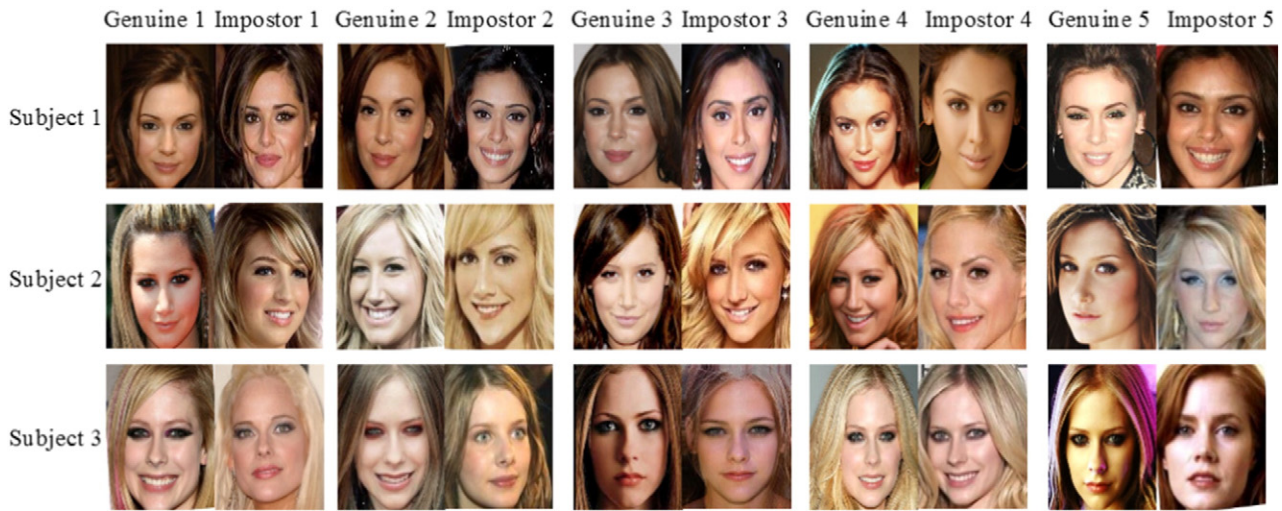 Genuine 1 Impostor 1 Genuine 2 Impostor 2 Genuine 3 Impostor 3 Genuine 4 Impostor 4 Genuine 5 Impostor 5
Subject 1
Subject 2
Subject 3